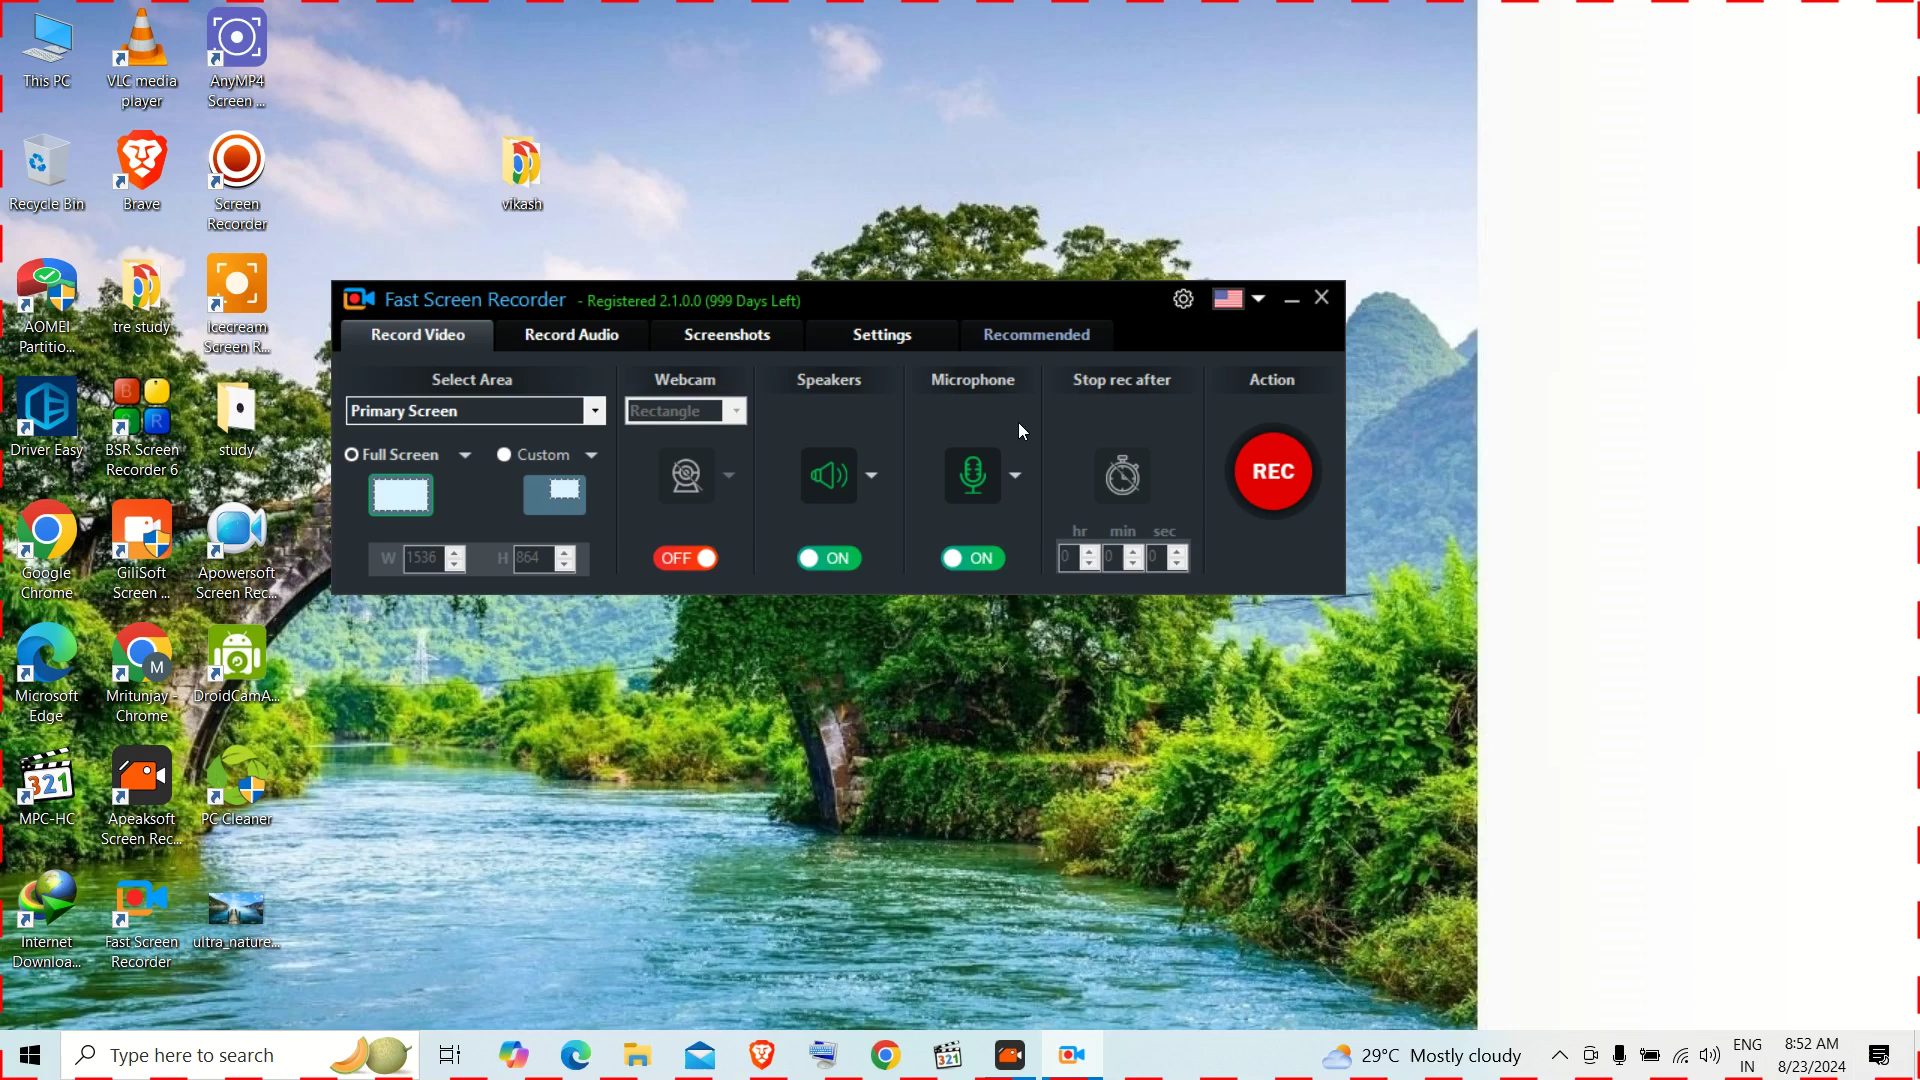 This PC
VLC media
player
AnyMP4
Screen ...
Recycle Bin
Brave
Screen
Recorder
vikash
AOMEI
Partitio...
tre study
Icecream
Screen R...
Driver Easy
BSR Screen
Recorder 6
study
Google
Chrome
GiliSoft
Screen ...
Apowersoft
Screen Rec...
Microsoft
Edge
M
Mritunjay -
Chrome
DroidCamA...
321
MPC-HC
Apeaksoft
Screen Rec...
PC Cleaner
Internet
Downloa...
Fast Screen
Recorder
ultra_nature...
Fast Screen Recorder - Registered 2.1.0.0 (999 Days Left)
Record Video Record Audio Screenshots Settings Recommended
Select Area Webcam Speakers Microphone Stop rec after Action
Primary Screen Rectangle
Full Screen Custom
REC
hr min sec
W 1536 H 864 OFF ON ON 0 0 0
Type here to search
321
29°C Mostly cloudy
ENG
IN
8:52 AM
8/23/2024